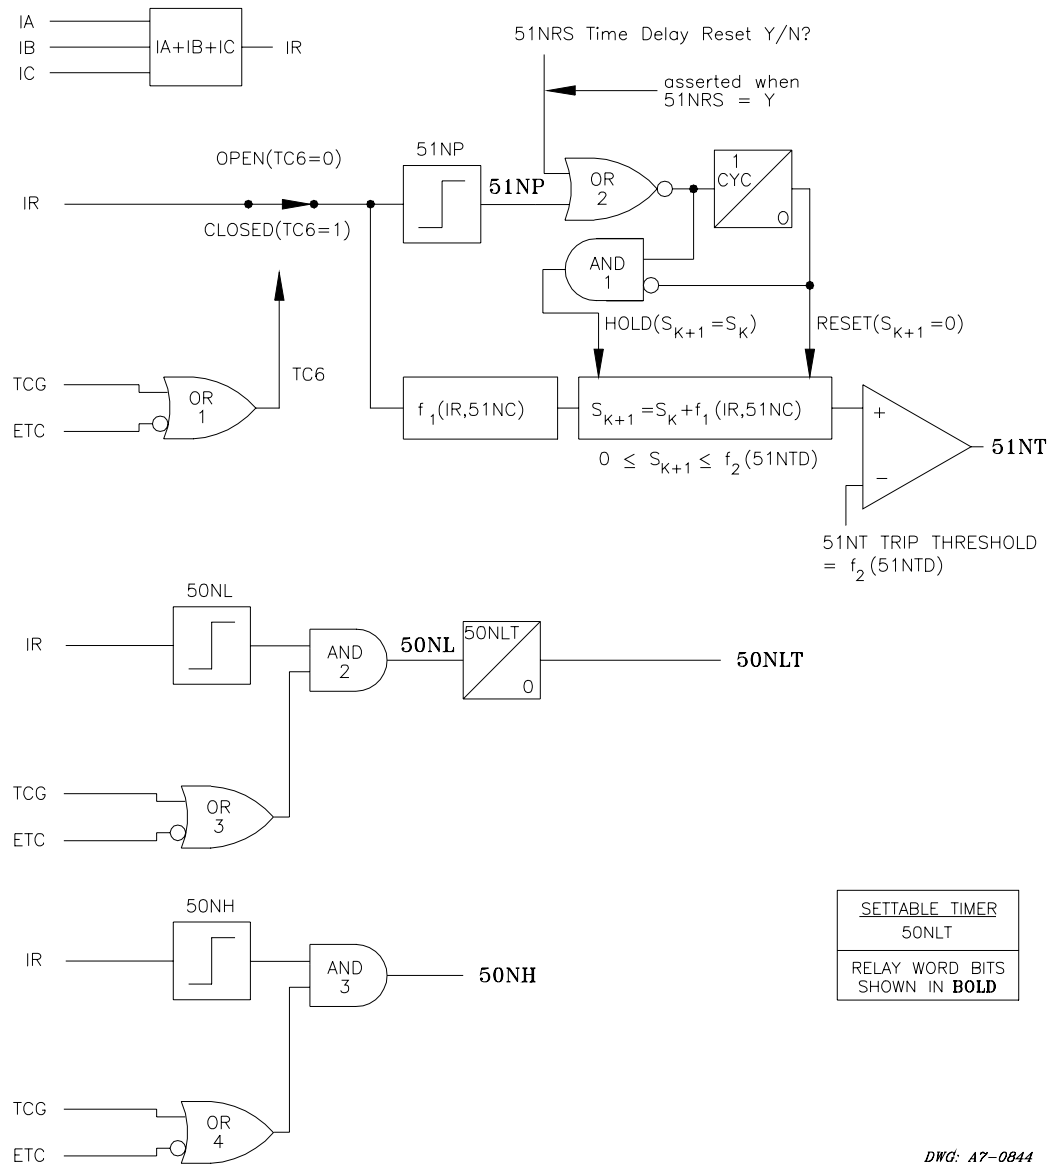 IA
IB
IC
IA+IB+IC
IR
51NRS Time Delay Reset Y/N?
asserted when
51NRS = Y
OPEN(TC6=0)
51NP
IR
CLOSED(TC6=1)
51NP
OR
2
1
CYC
0
AND
1
HOLD(SK+1=SK)
RESET(SK+1=0)
TCG
ETC
OR
1
TC6
f1(IR,51NC)
SK+1=SK+f1(IR,51NC)
0 ≤ SK+1 ≤ f2(51NTD)
+
−
51NT
51NT TRIP THRESHOLD
= f2(51NTD)
50NL
IR
AND
2
50NL
50NLT
0
50NLT
TCG
ETC
OR
3
50NH
IR
AND
3
50NH
TCG
ETC
OR
4
SETTABLE TIMER
50NLT
RELAY WORD BITS
SHOWN IN BOLD
DWG: A7-0844